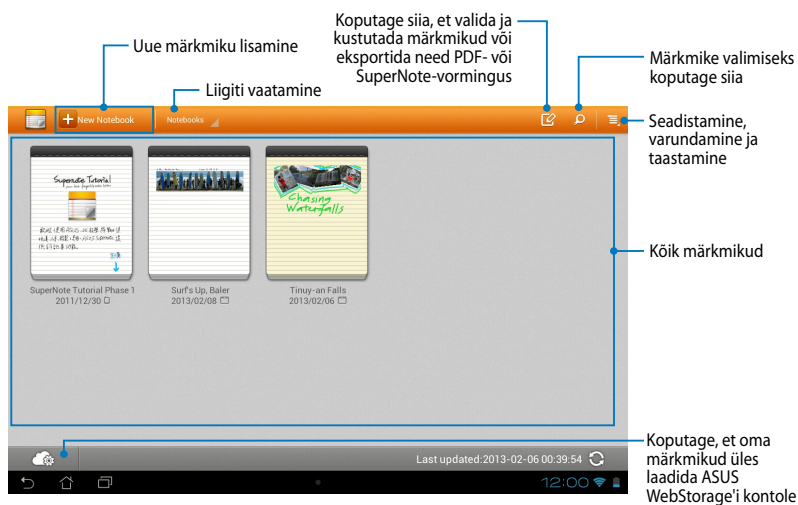 Koputage siia, et valida ja
kustutada märkmikud või
eksportida need PDF- või
SuperNote-vormingus
Uue märkmiku lisamine
Märkmike valimiseks
koputage siia
Liigiti vaatamine
New Notebook
Notebooks
Seadistamine,
varundamine ja
taastamine
Supernote Tutorial
Chasing
Waterfalls
Kõik märkmikud
SuperNote Tutorial Phase 1
2011/12/30
Surf's Up, Baler
2013/02/08
Tinuy-an Falls
2013/02/06
Koputage, et oma
märkmikud üles
laadida ASUS
WebStorage'i kontole
Last updated:2013-02-06 00:39:54
12:00